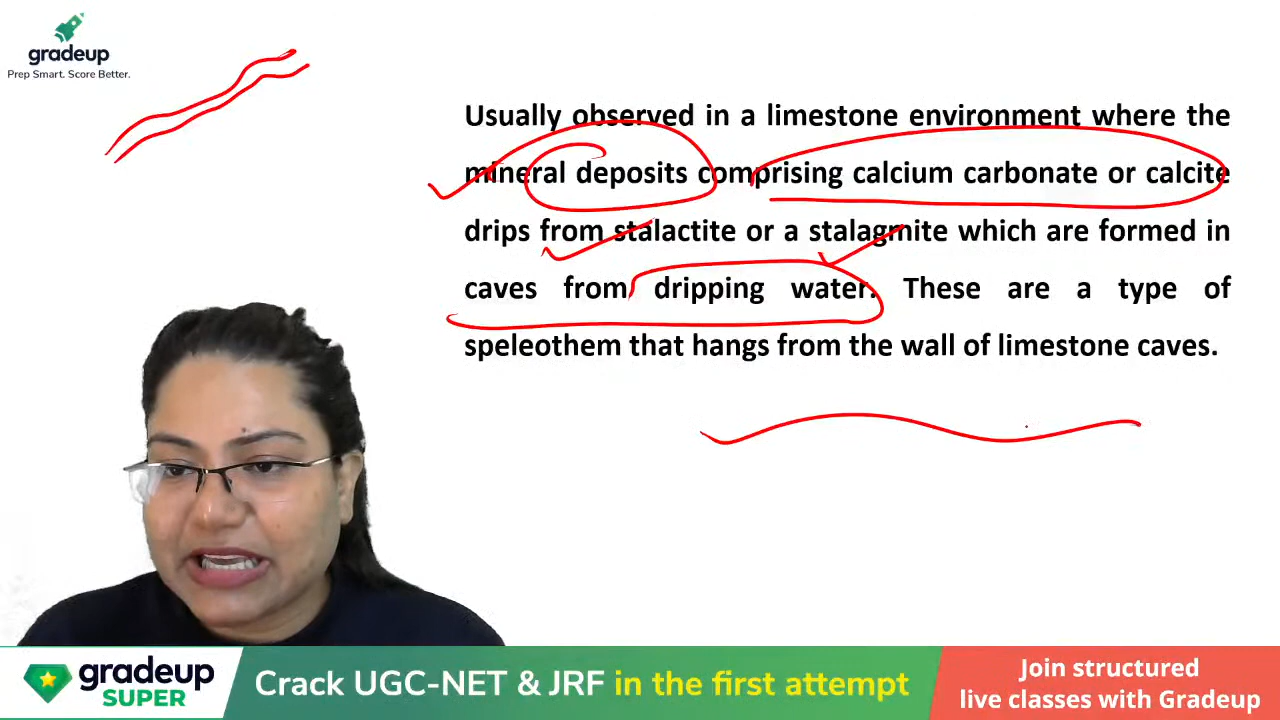 gradeup
Prep Smart. Score Better.
Usually observed in a limestone environment where the
mineral deposits comprising calcium carbonate or calcite
drips from stalactite or a stalagmite which are formed in
caves from dripping water. These are a type of
speleothem that hangs from the wall of limestone caves.
gradeup
SUPER
Crack UGC-NET & JRF in the first attempt
Join structured
live classes with Gradeup